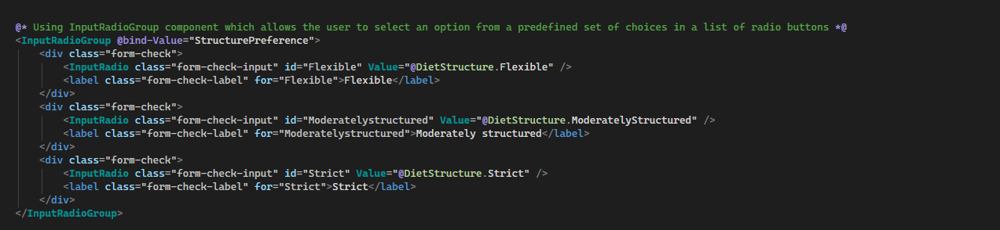 @* Using InputRadioGroup component which allows the user to select an option from a predefined set of choices in a list of radio buttons *@
<InputRadioGroup @bind-Value="StructurePreference">
    <div class="form-check">
        <InputRadio class="form-check-input" id="Flexible" Value="@DietStructure.Flexible" />
        <label class="form-check-label" for="Flexible">Flexible</label>
    </div>
    <div class="form-check">
        <InputRadio class="form-check-input" id="Moderatelystructured" Value="@DietStructure.ModeratelyStructured" />
        <label class="form-check-label" for="Moderatelystructured">Moderately structured</label>
    </div>
    <div class="form-check">
        <InputRadio class="form-check-input" id="Strict" Value="@DietStructure.Strict" />
        <label class="form-check-label" for="Strict">Strict</label>
    </div>
</InputRadioGroup>